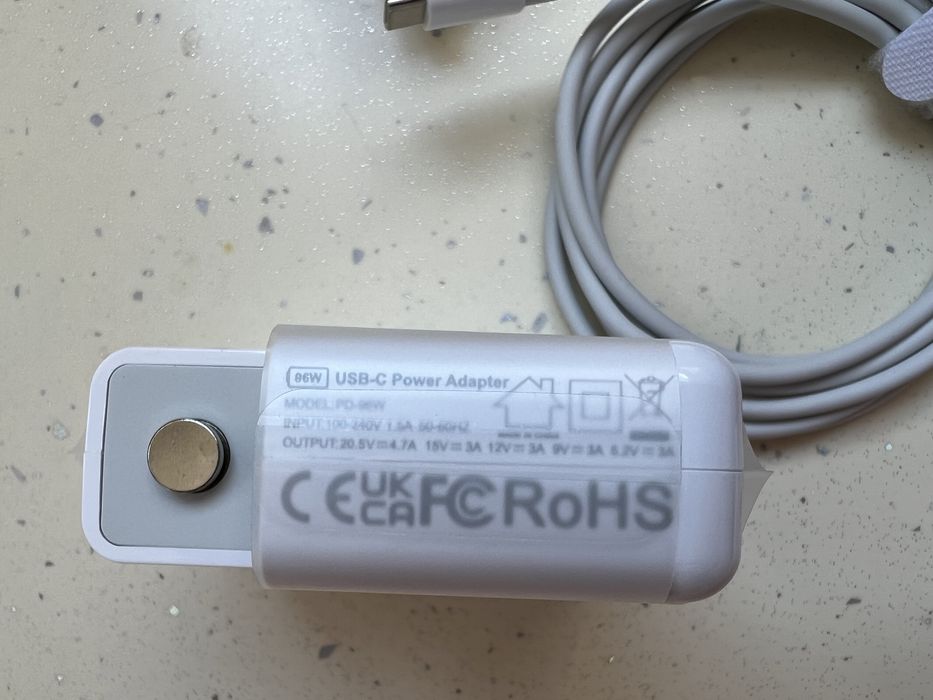 96W USB-C Power Adapter
MODEL: PD-96W
INPUT:100-240V 1.5A 50-60HZ
OUTPUT: 20.5V⎓4.7A 15V⎓3A 12V⎓3A 9V⎓3A 5.2V⎓3A
CE UK CA FC RoHS